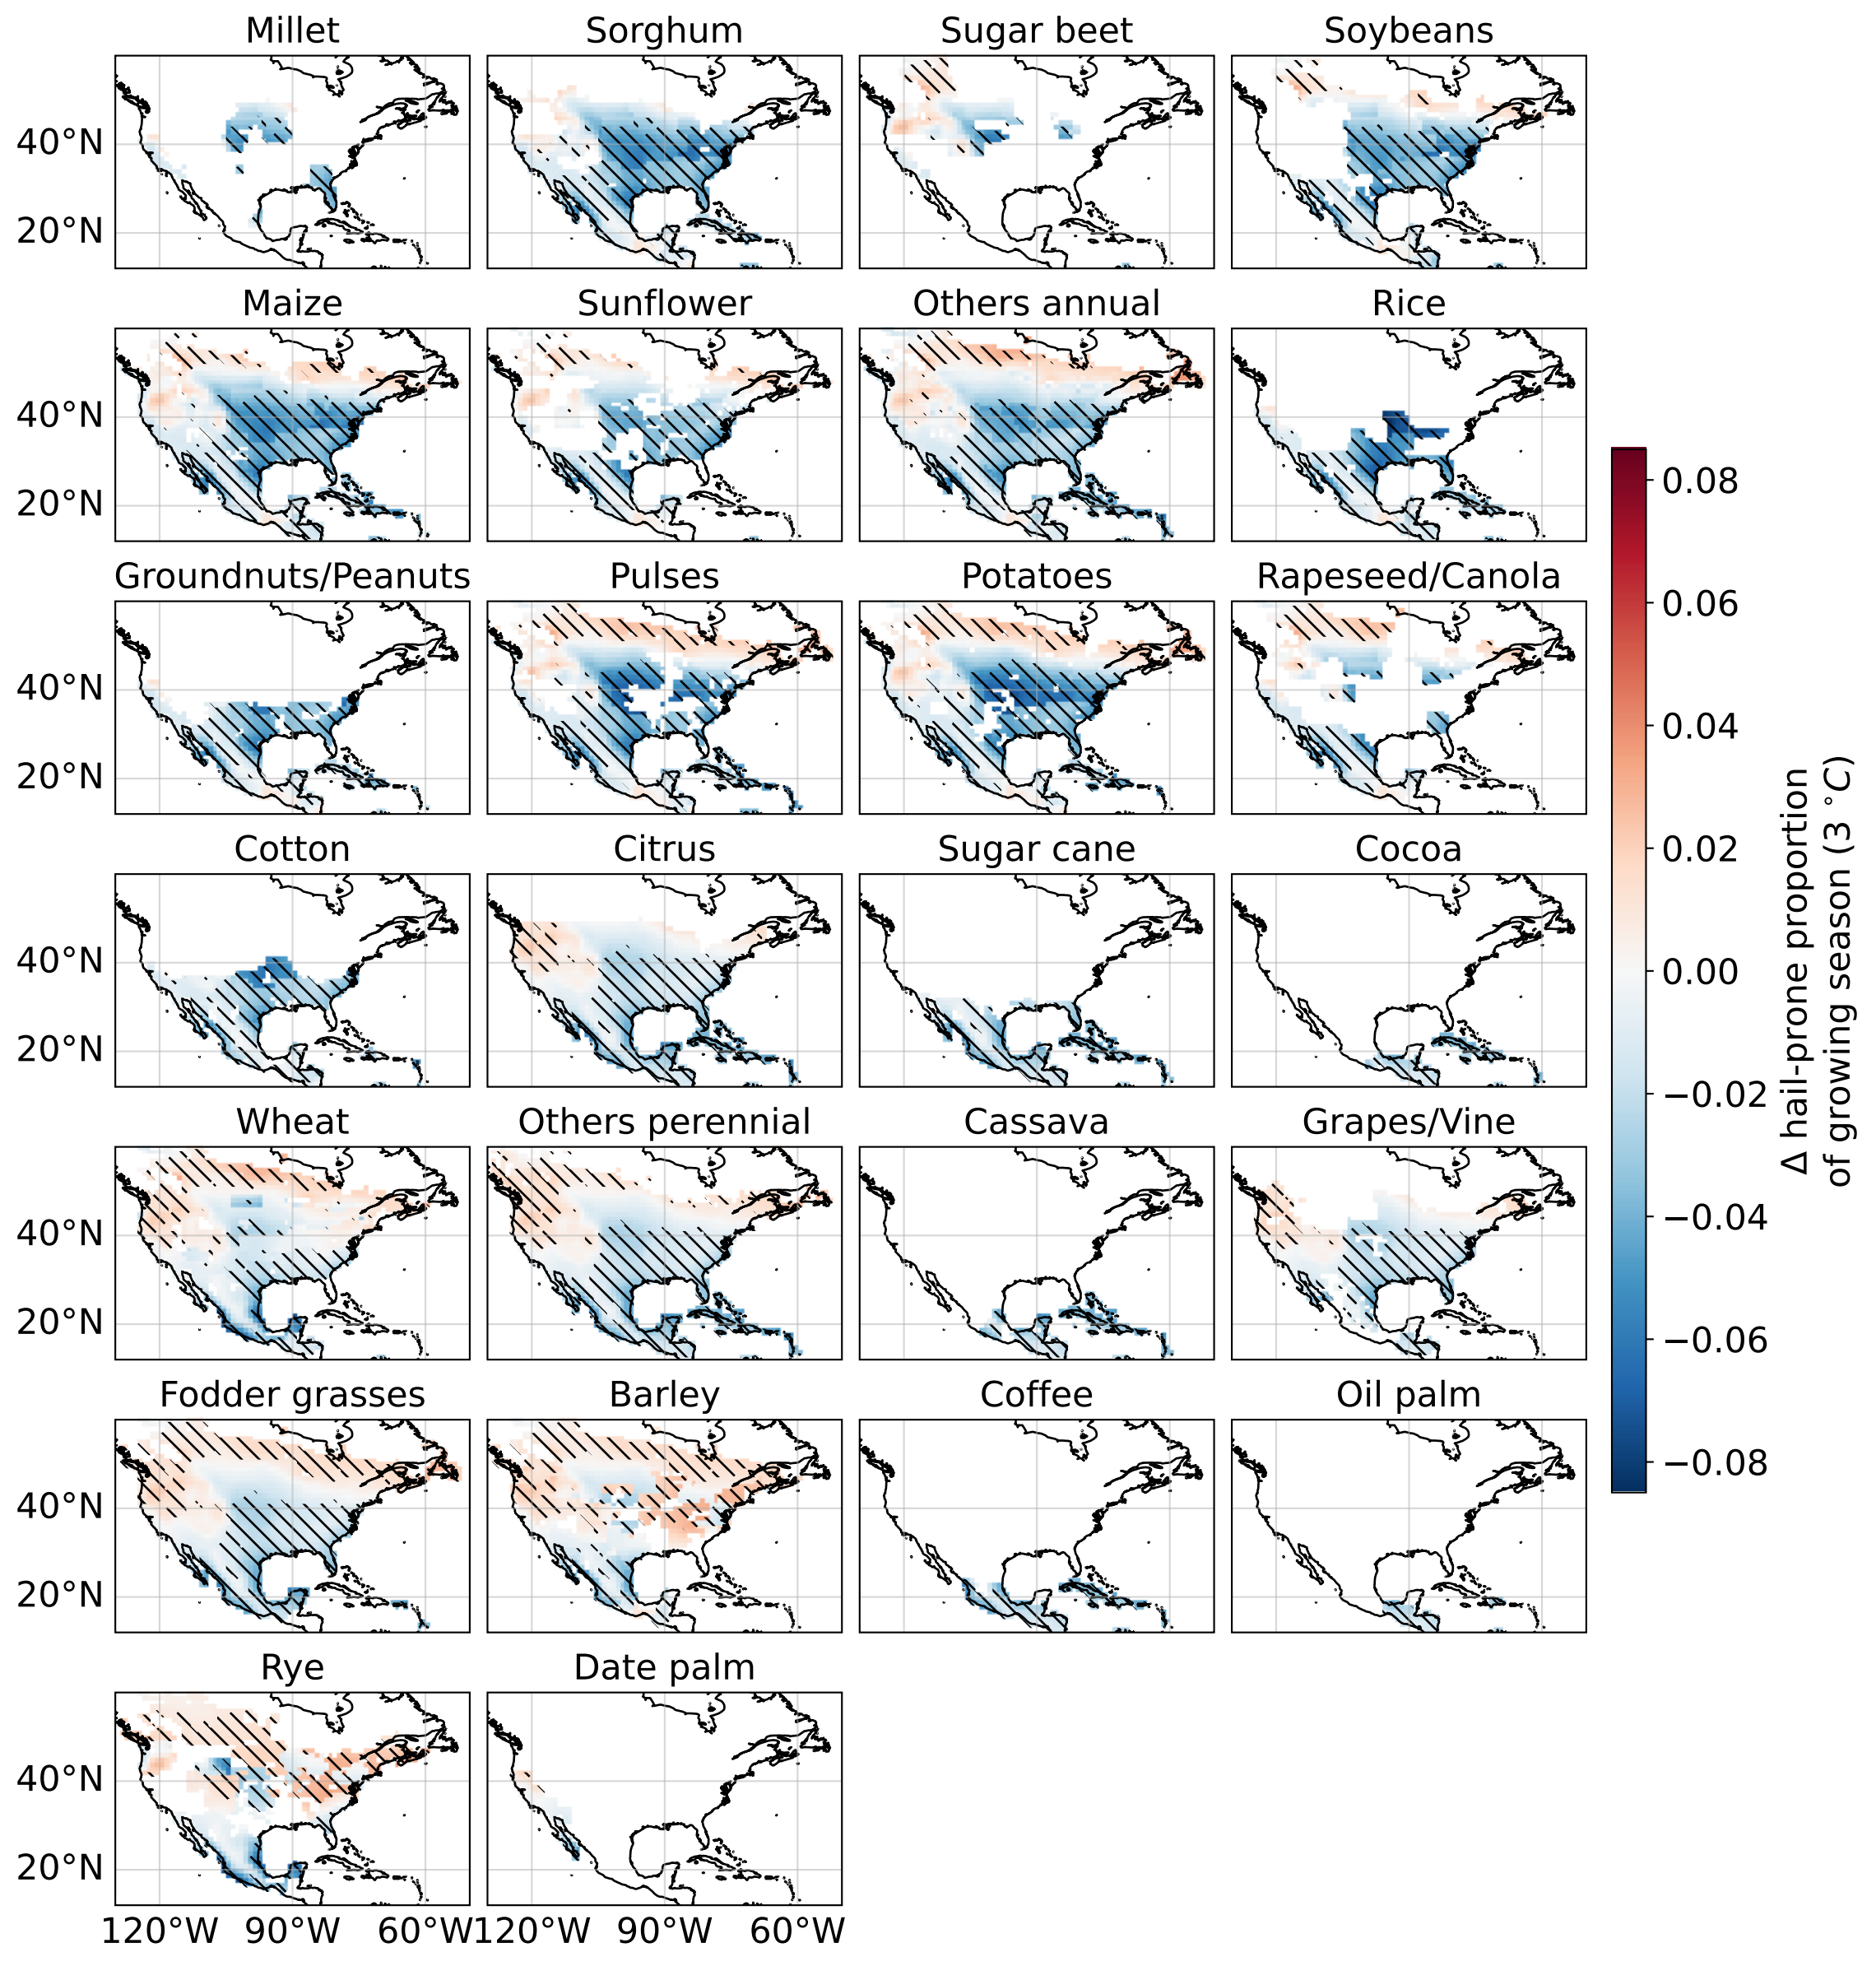 Millet Sorghum Sugar beet Soybeans
40°N
20°N
Maize Sunflower Others annual Rice
40°N
20°N
Groundnuts/Peanuts Pulses Potatoes Rapeseed/Canola
40°N
20°N
Cotton Citrus Sugar cane Cocoa
40°N
20°N
Wheat Others perennial Cassava Grapes/Vine
40°N
20°N
Fodder grasses Barley Coffee Oil palm
40°N
20°N
Rye Date palm
40°N
20°N
120°W 90°W 60°W 120°W 90°W 60°W
0.08
0.06
0.04
0.02
0.00
−0.02
−0.04
−0.06
−0.08
Δ hail-prone proportion
of growing season (3 °C)